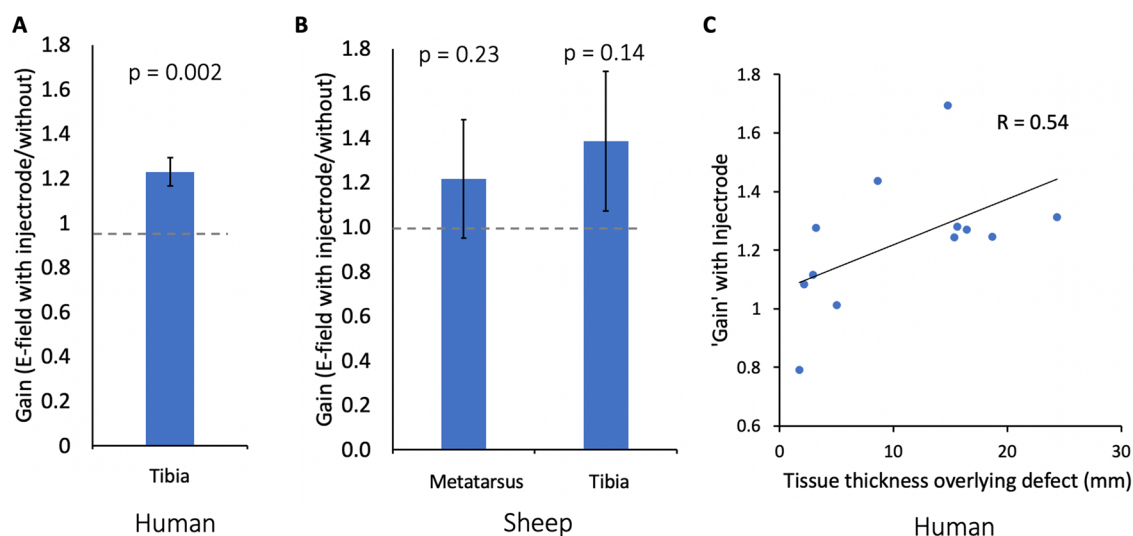 A
Gain (E-field with injectrode/without)
1.8
1.6
1.4
1.2
1
0.8
0.6
0.4
0.2
0
p = 0.002
Tibia
Human
B
Gain (E-field with injectrode/without)
1.8
1.6
1.4
1.2
1.0
0.8
0.6
0.4
0.2
0.0
p = 0.23
p = 0.14
Metatarsus
Tibia
Sheep
C
'Gain' with Injectrode
1.8
1.6
1.4
1.2
1
0.8
0.6
R = 0.54
0
10
20
30
Tissue thickness overlying defect (mm)
Human